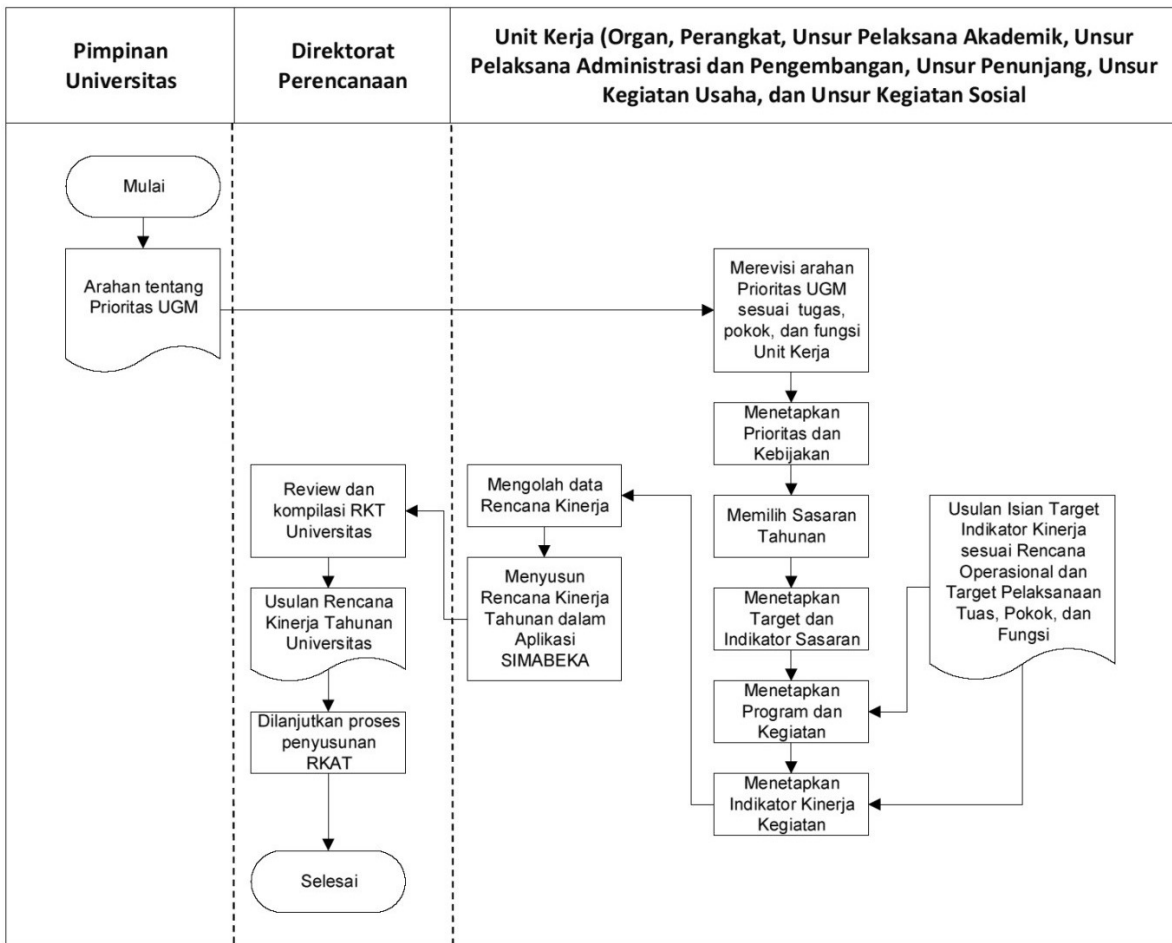 Pimpinan
Universitas
Direktorat
Perencanaan
Unit Kerja (Organ, Perangkat, Unsur Pelaksana Akademik, Unsur
Pelaksana Administrasi dan Pengembangan, Unsur Penunjang, Unsur
Kegiatan Usaha, dan Unsur Kegiatan Sosial
Mulai
Arahan tentang
Prioritas UGM
Merevisi arahan
Prioritas UGM
sesuai tugas,
pokok, dan fungsi
Unit Kerja
Menetapkan
Prioritas dan
Kebijakan
Memilih Sasaran
Tahunan
Menetapkan
Target dan
Indikator Sasaran
Usulan Isian Target
Indikator Kinerja
sesuai Rencana
Operasional dan
Target Pelaksanaan
Tuas, Pokok, dan
Fungsi
Menetapkan
Program dan
Kegiatan
Menetapkan
Indikator Kinerja
Kegiatan
Mengolah data
Rencana Kinerja
Menyusun
Rencana Kinerja
Tahunan dalam
Aplikasi
SIMABEKA
Review dan
kompilasi RKT
Universitas
Usulan Rencana
Kinerja Tahunan
Universitas
Dilanjutkan proses
penyusunan
RKAT
Selesai